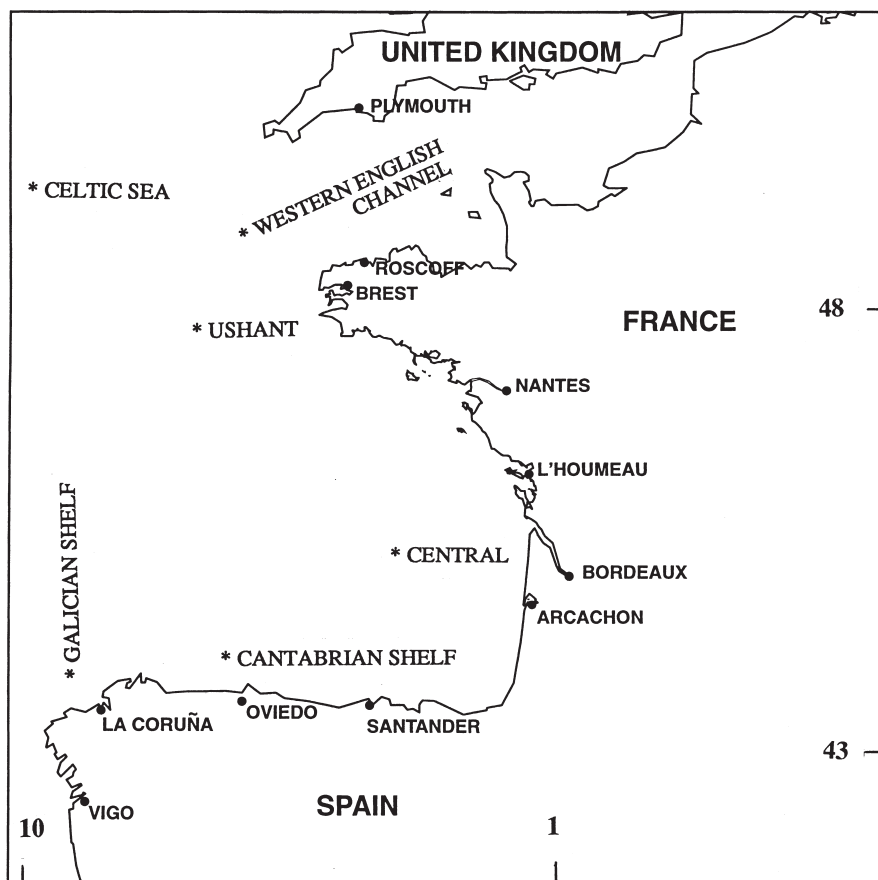 UNITED KINGDOM
PLYMOUTH
* WESTERN ENGLISH
CHANNEL
* CELTIC SEA
ROSCOFF
BREST
48
FRANCE
* USHANT
NANTES
L'HOUMEAU
* GALICIAN SHELF
* CENTRAL
BORDEAUX
ARCACHON
* CANTABRIAN SHELF
LA CORUÑA
OVIEDO
SANTANDER
43
SPAIN
VIGO
10
1